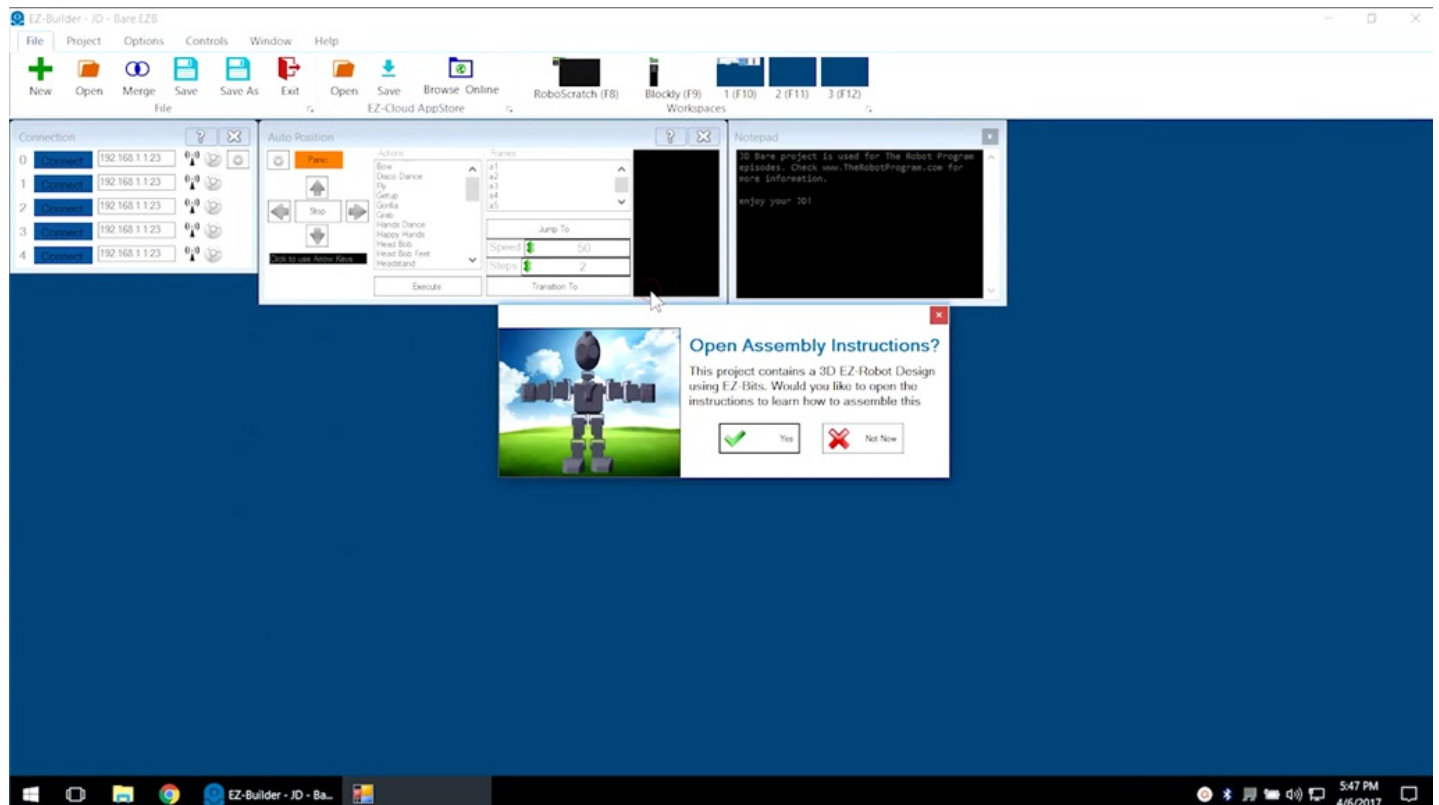 EZ-Builder - JD - Bare.EZB
File Project Options Controls Window Help
New Open Merge Save Save As Exit Open Save Browse Online RoboScratch (F8) Blockly (F9) 1 (F10) 2 (F11) 3 (F12)
File EZ-Cloud AppStore Workspaces
Connection
0 Connect 192.168.1.1:23
1 Connect 192.168.1.1:23
2 Connect 192.168.1.1:23
3 Connect 192.168.1.1:23
4 Connect 192.168.1.1:23
Auto Position
Panic
Stop
Click to use Arrow Keys
Actions
Bow
Disco Dance
Fly
Getup
Gorilla
Grab
Hands Dance
Happy Hands
Head Bob
Head Bob Feet
Headstand
Execute
Frames
a1
a2
a3
a4
a5
Jump To
Speed 50
Steps 2
Transition To
Notepad
JD Bare project is used for The Robot Program
episodes. Check www.TheRobotProgram.com for
more information.
enjoy your JD!
Open Assembly Instructions?
This project contains a 3D EZ-Robot Design
using EZ-Bits. Would you like to open the
instructions to learn how to assemble this
Yes Not Now
EZ-Builder - JD - Ba...
5:47 PM
4/6/2017